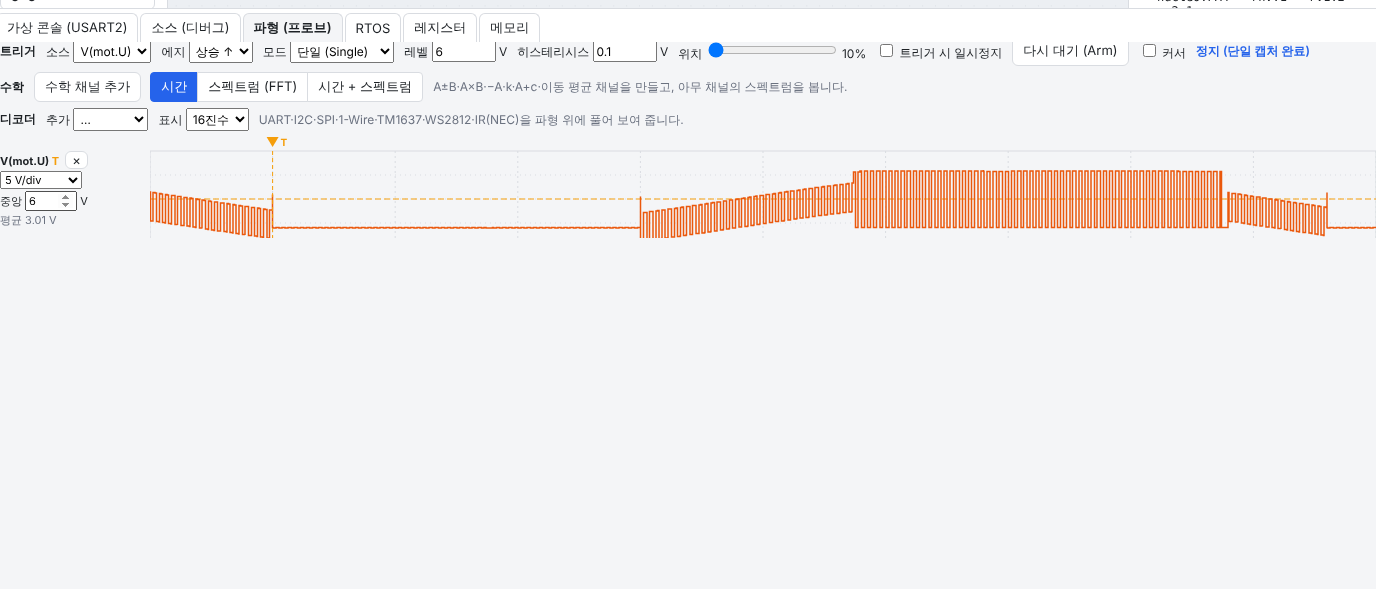 가상 콘솔 (USART2) 소스 (디버그) 파형 (프로브) RTOS 레지스터 메모리
트리거 소스 V(mot.U) 에지 상승 ↑ 모드 단일 (Single) 레벨 6 V 히스테리시스 0.1 V 위치 10% 트리거 시 일시정지 다시 대기 (Arm) 커서 정지 (단일 캡처 완료)
수학 수학 채널 추가 시간 스펙트럼 (FFT) 시간 + 스펙트럼 A±B·A×B·−A·k·A+c·이동 평균 채널을 만들고, 아무 채널의 스펙트럼을 봅니다.
디코더 추가 ... 표시 16진수 UART·I2C·SPI·1-Wire·TM1637·WS2812·IR(NEC)을 파형 위에 풀어 보여 줍니다.
T
V(mot.U) T ×
5 V/div
중앙 6 V
평균 3.01 V